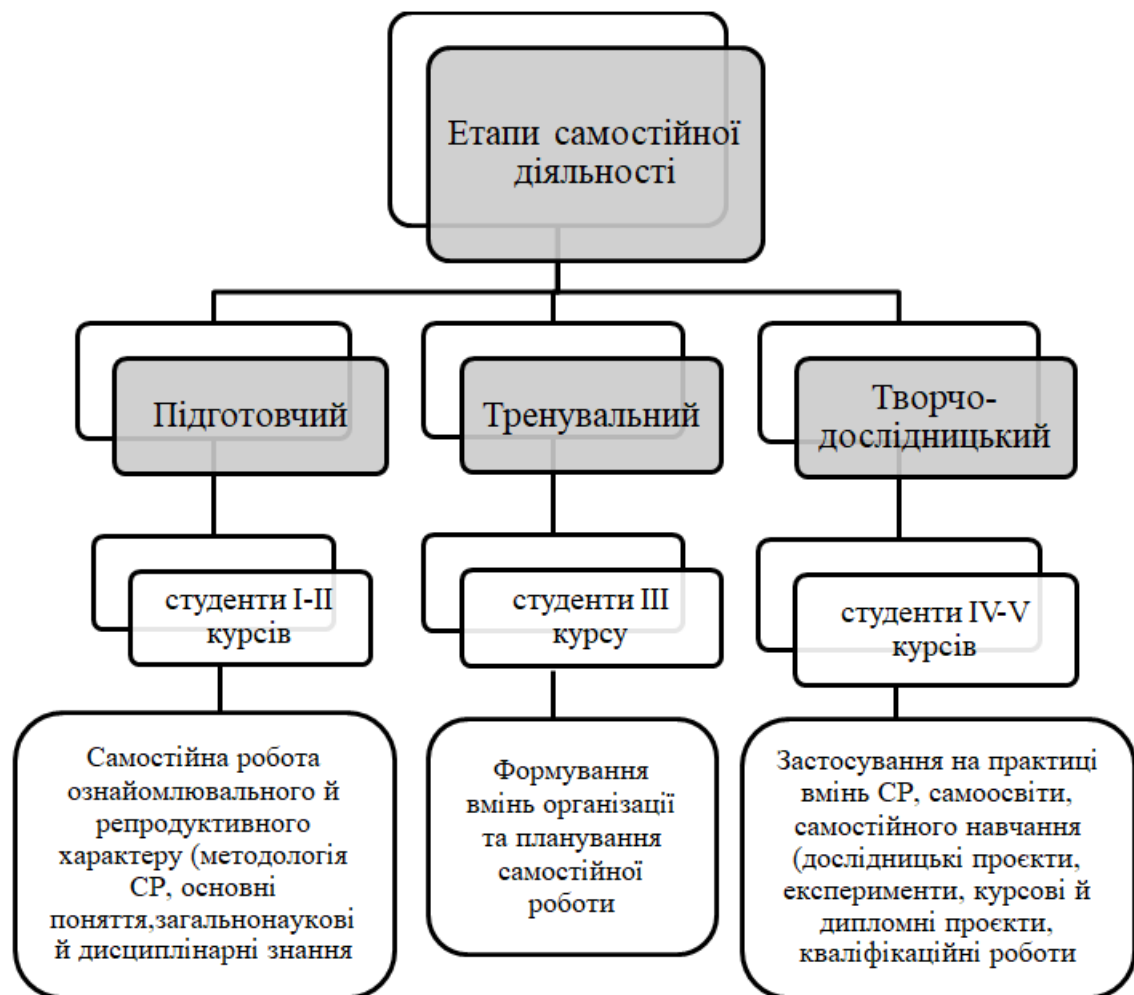 Етапи самостійної
діяльності
Підготовчий
Тренувальний
Творчо-
дослідницький
студенти І-ІІ
курсів
студенти ІІІ
курсу
студенти IV-V
курсів
Самостійна робота
ознайомлювального й
репродуктивного
характеру (методологія
СР, основні
поняття,загальнонаукові
й дисциплінарні знання
Формування
вмінь організації
та планування
самостійної
роботи
Застосування на практиці
вмінь СР, самоосвіти,
самостійного навчання
(дослідницькі проєкти,
експерименти, курсові й
дипломні проєкти,
кваліфікаційні роботи